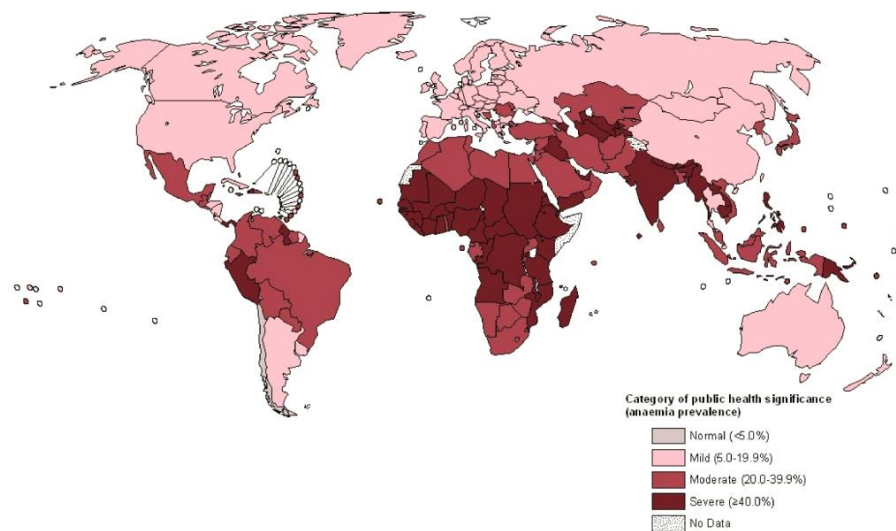 Category of public health significance
(anaemia prevalence)
Normal (<5.0%)
Mild (5.0-19.9%)
Moderate (20.0-39.9%)
Severe (≥40.0%)
No Data